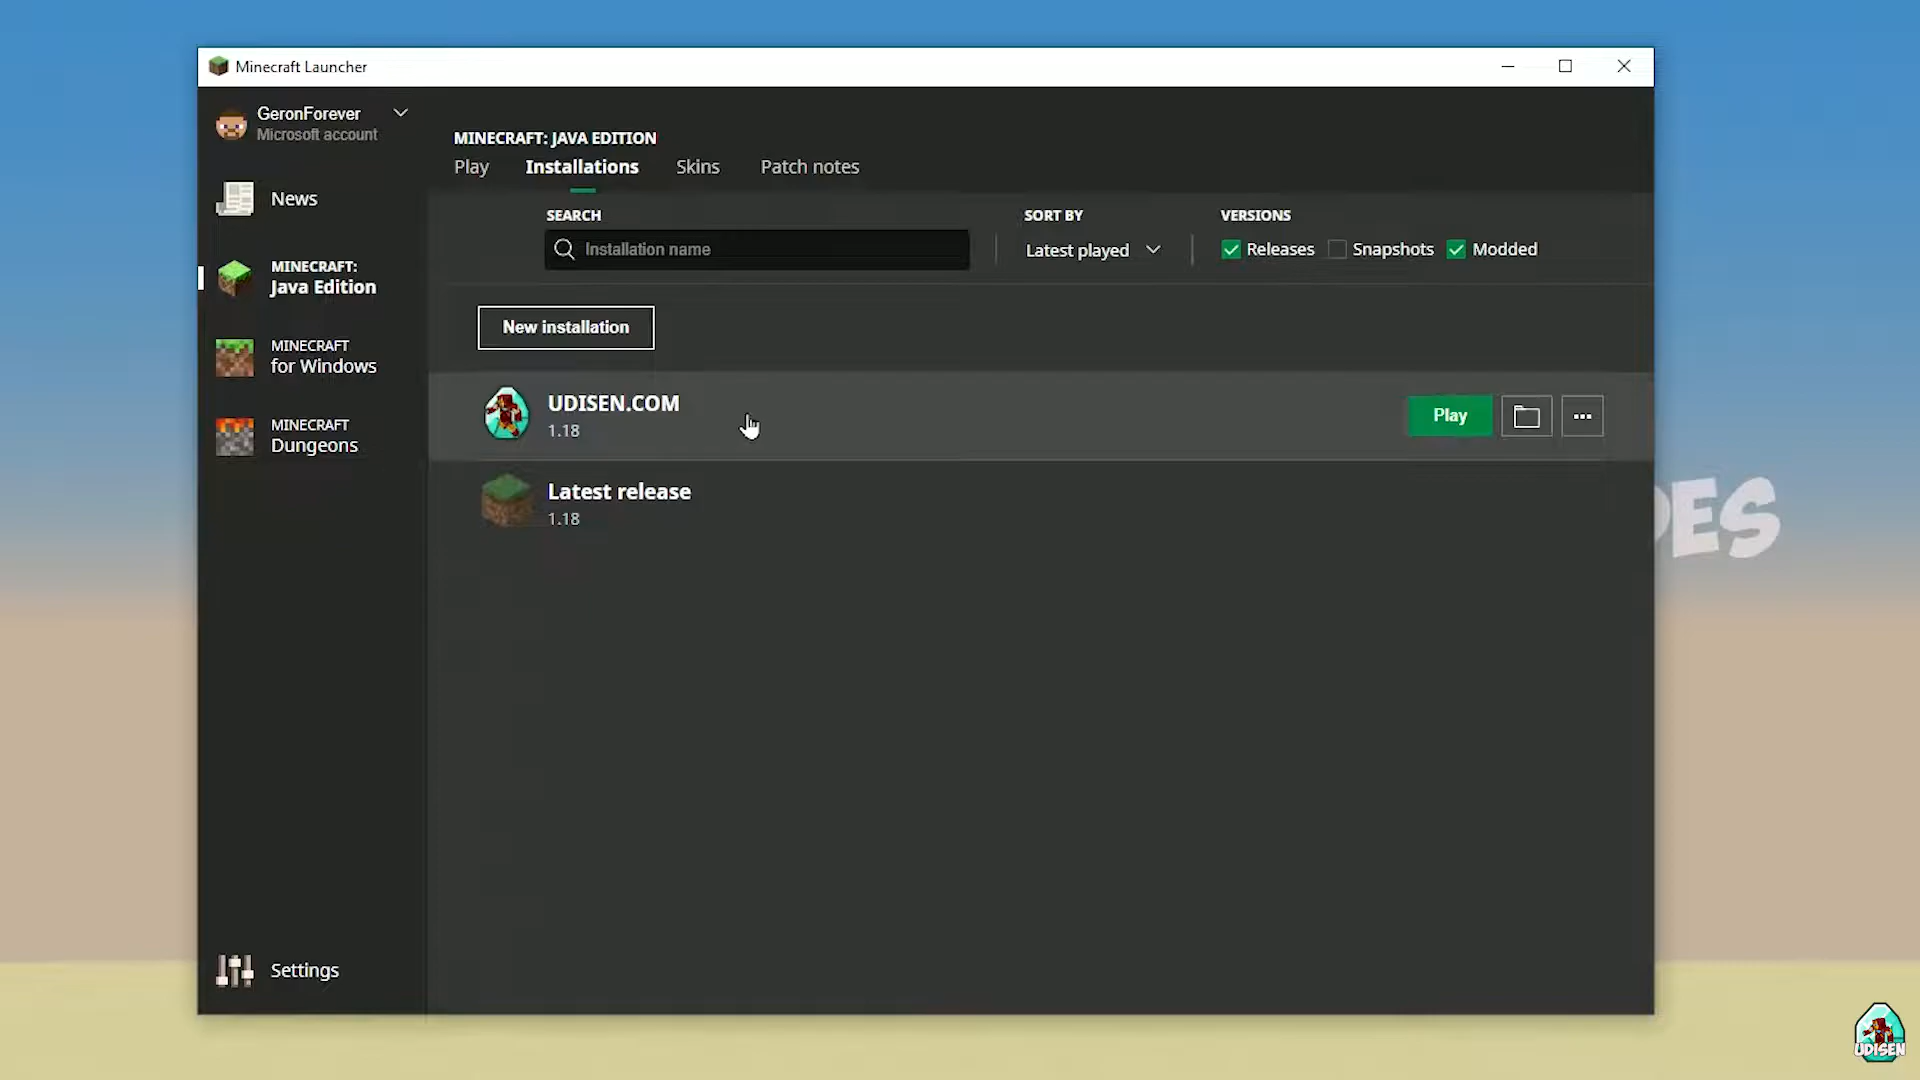 Minecraft Launcher
GeronForever
Microsoft account
News
MINECRAFT:
Java Edition
MINECRAFT
for Windows
MINECRAFT
Dungeons
Settings
MINECRAFT: JAVA EDITION
Play Installations Skins Patch notes
SEARCH
Installation name
SORT BY
Latest played
VERSIONS
Releases Snapshots Modded
New installation
UDISEN.COM
1.18
Play
Latest release
1.18
DES
UDISEN